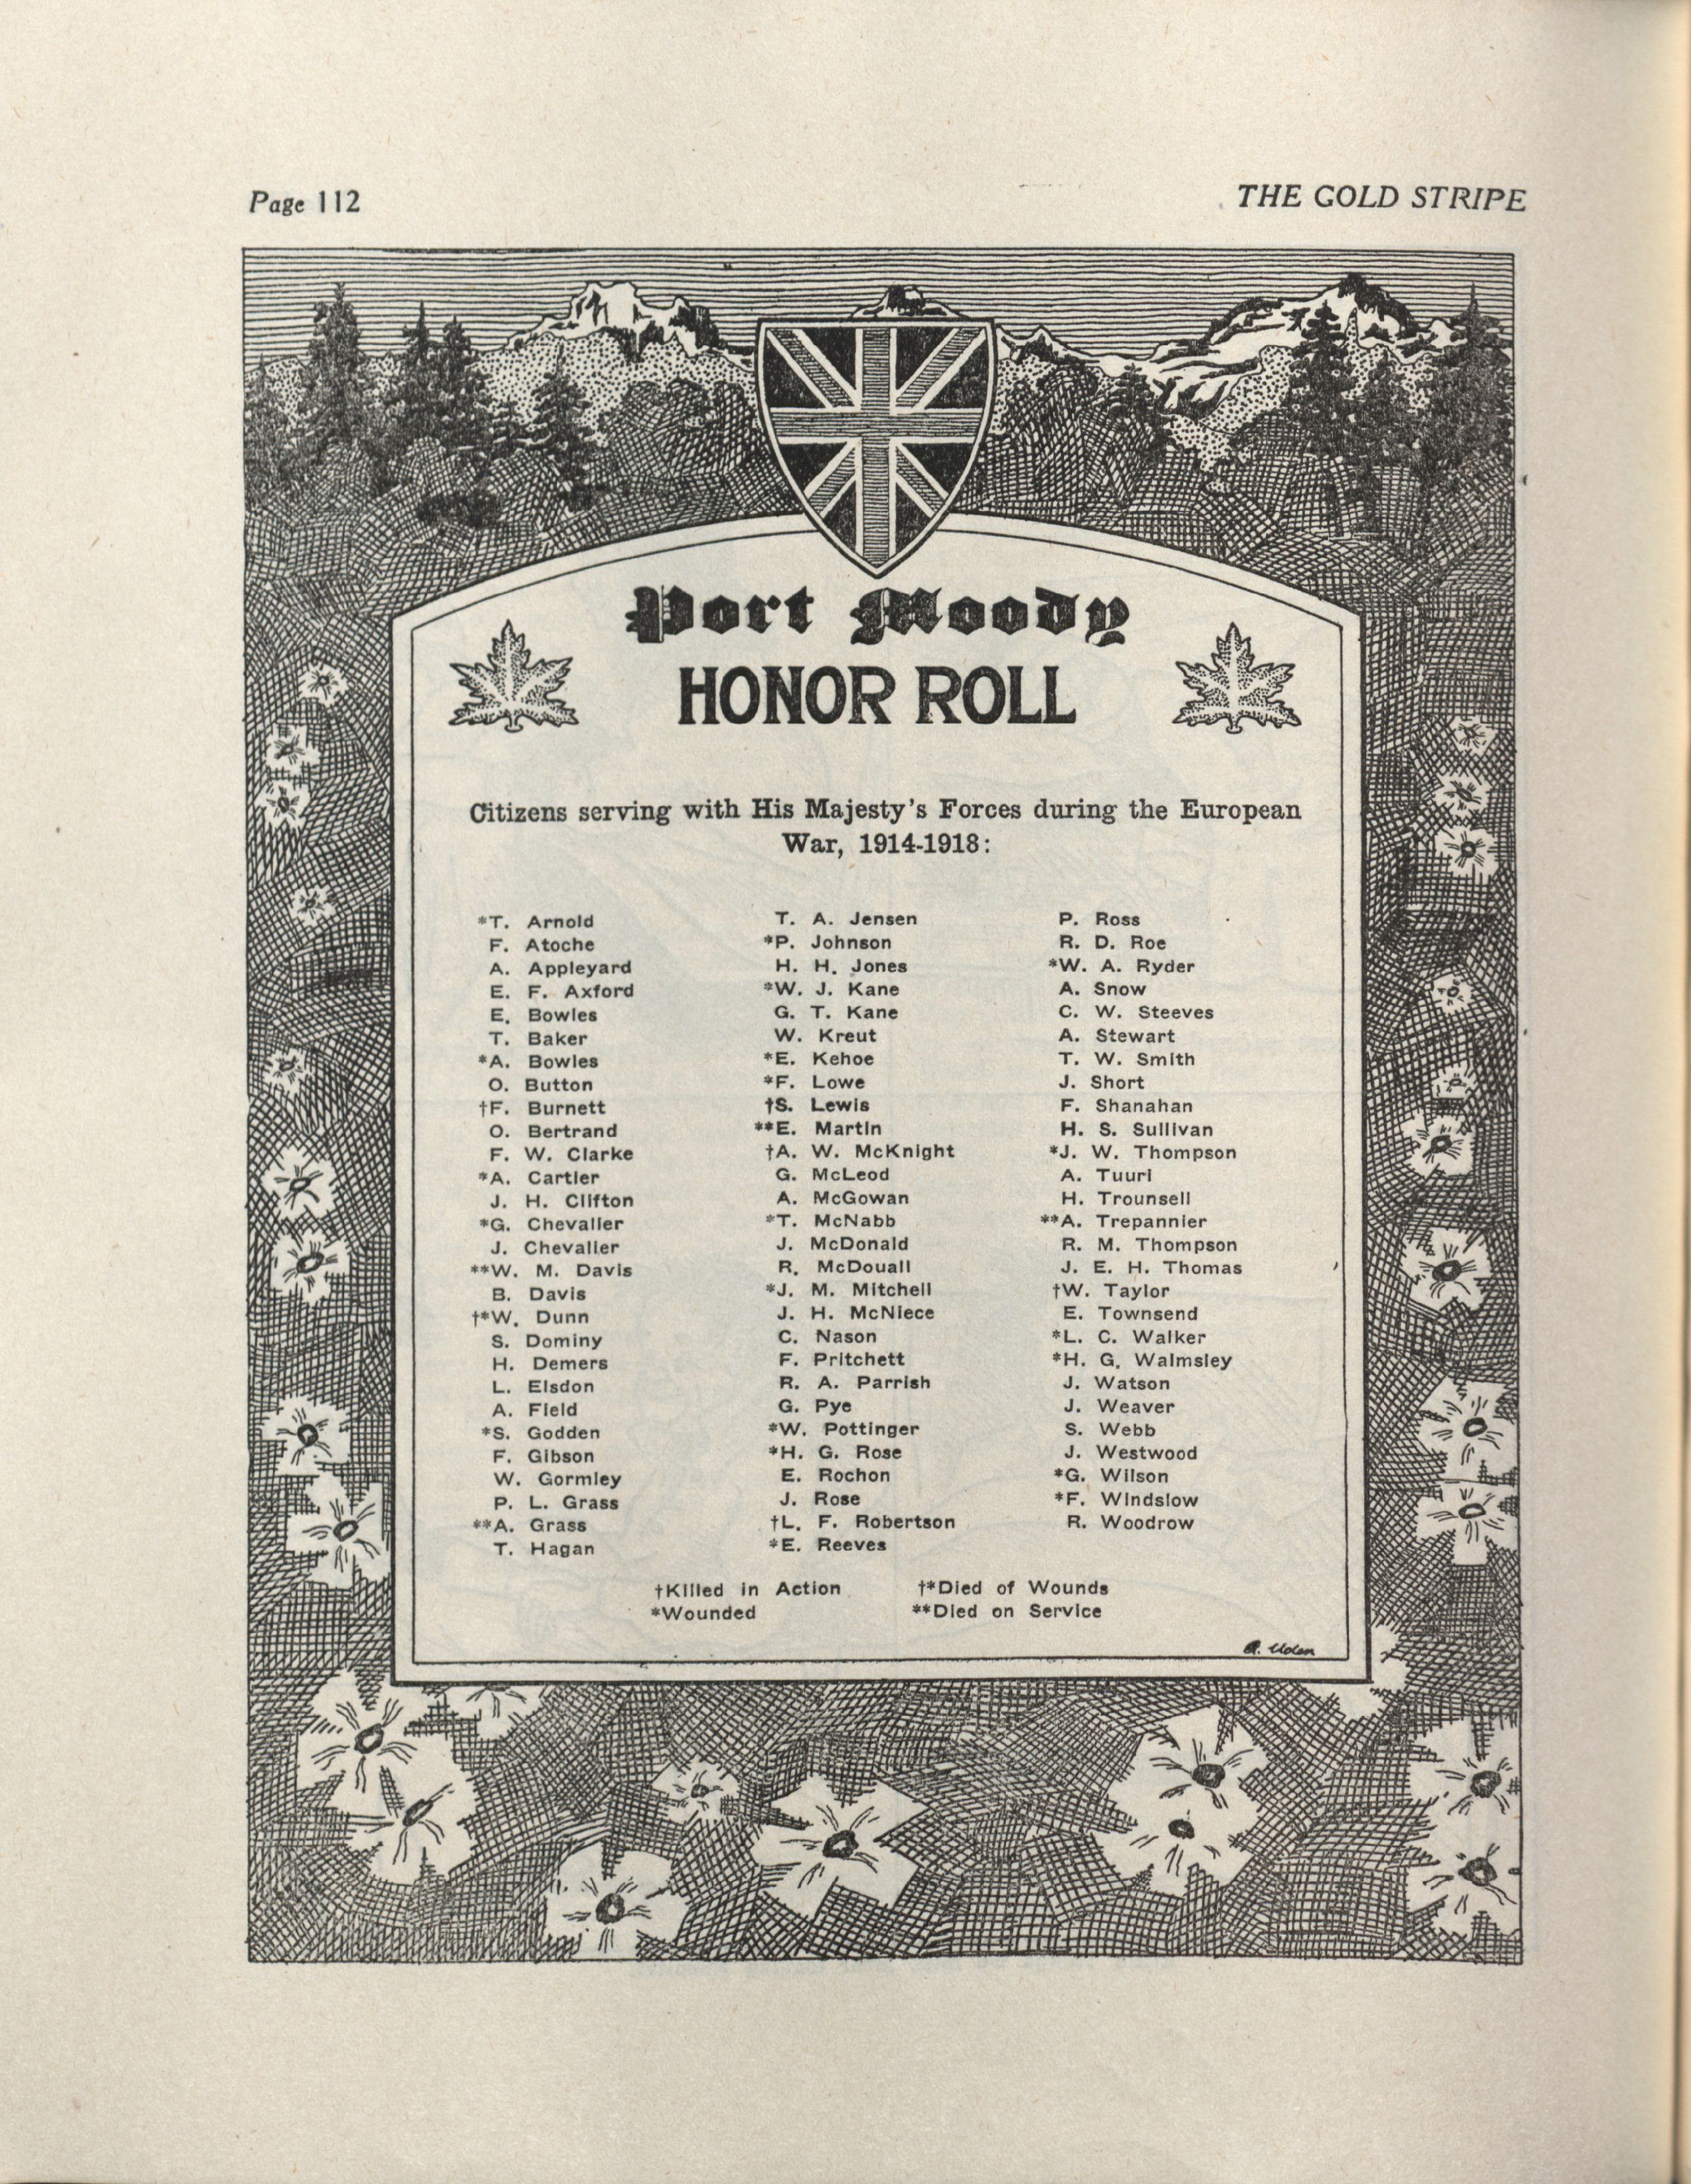 Page 112
THE GOLD STRIPE
Port Moody
HONOR ROLL
Citizens serving with His Majesty's Forces during the European
War, 1914-1918:
*T. Arnold
F. Atoche
A. Appleyard
E. F. Axford
E. Bowles
T. Baker
*A. Bowles
O. Button
†F. Burnett
O. Bertrand
F. W. Clarke
*A. Cartier
J. H. Clifton
*G. Chevalier
J. Chevalier
**W. M. Davis
B. Davis
†*W. Dunn
S. Dominy
H. Demers
L. Elsdon
A. Field
*S. Godden
F. Gibson
W. Gormley
P. L. Grass
**A. Grass
T. Hagan
T. A. Jensen
*P. Johnson
H. H. Jones
*W. J. Kane
G. T. Kane
W. Kreut
*E. Kehoe
*F. Lowe
†S. Lewis
**E. Martin
†A. W. McKnight
G. McLeod
A. McGowan
*T. McNabb
J. McDonald
R. McDouall
*J. M. Mitchell
J. H. McNiece
C. Nason
F. Pritchett
R. A. Parrish
G. Pye
*W. Pottinger
*H. G. Rose
E. Rochon
J. Rose
†L. F. Robertson
*E. Reeves
P. Ross
R. D. Roe
*W. A. Ryder
A. Snow
C. W. Steeves
A. Stewart
T. W. Smith
J. Short
F. Shanahan
H. S. Sullivan
*J. W. Thompson
A. Tuuri
H. Trounsell
**A. Trepannier
R. M. Thompson
J. E. H. Thomas
†W. Taylor
E. Townsend
*L. C. Walker
*H. G. Walmsley
J. Watson
J. Weaver
S. Webb
J. Westwood
*G. Wilson
*F. Windslow
R. Woodrow
†Killed in Action
†*Died of Wounds
*Wounded
**Died on Service